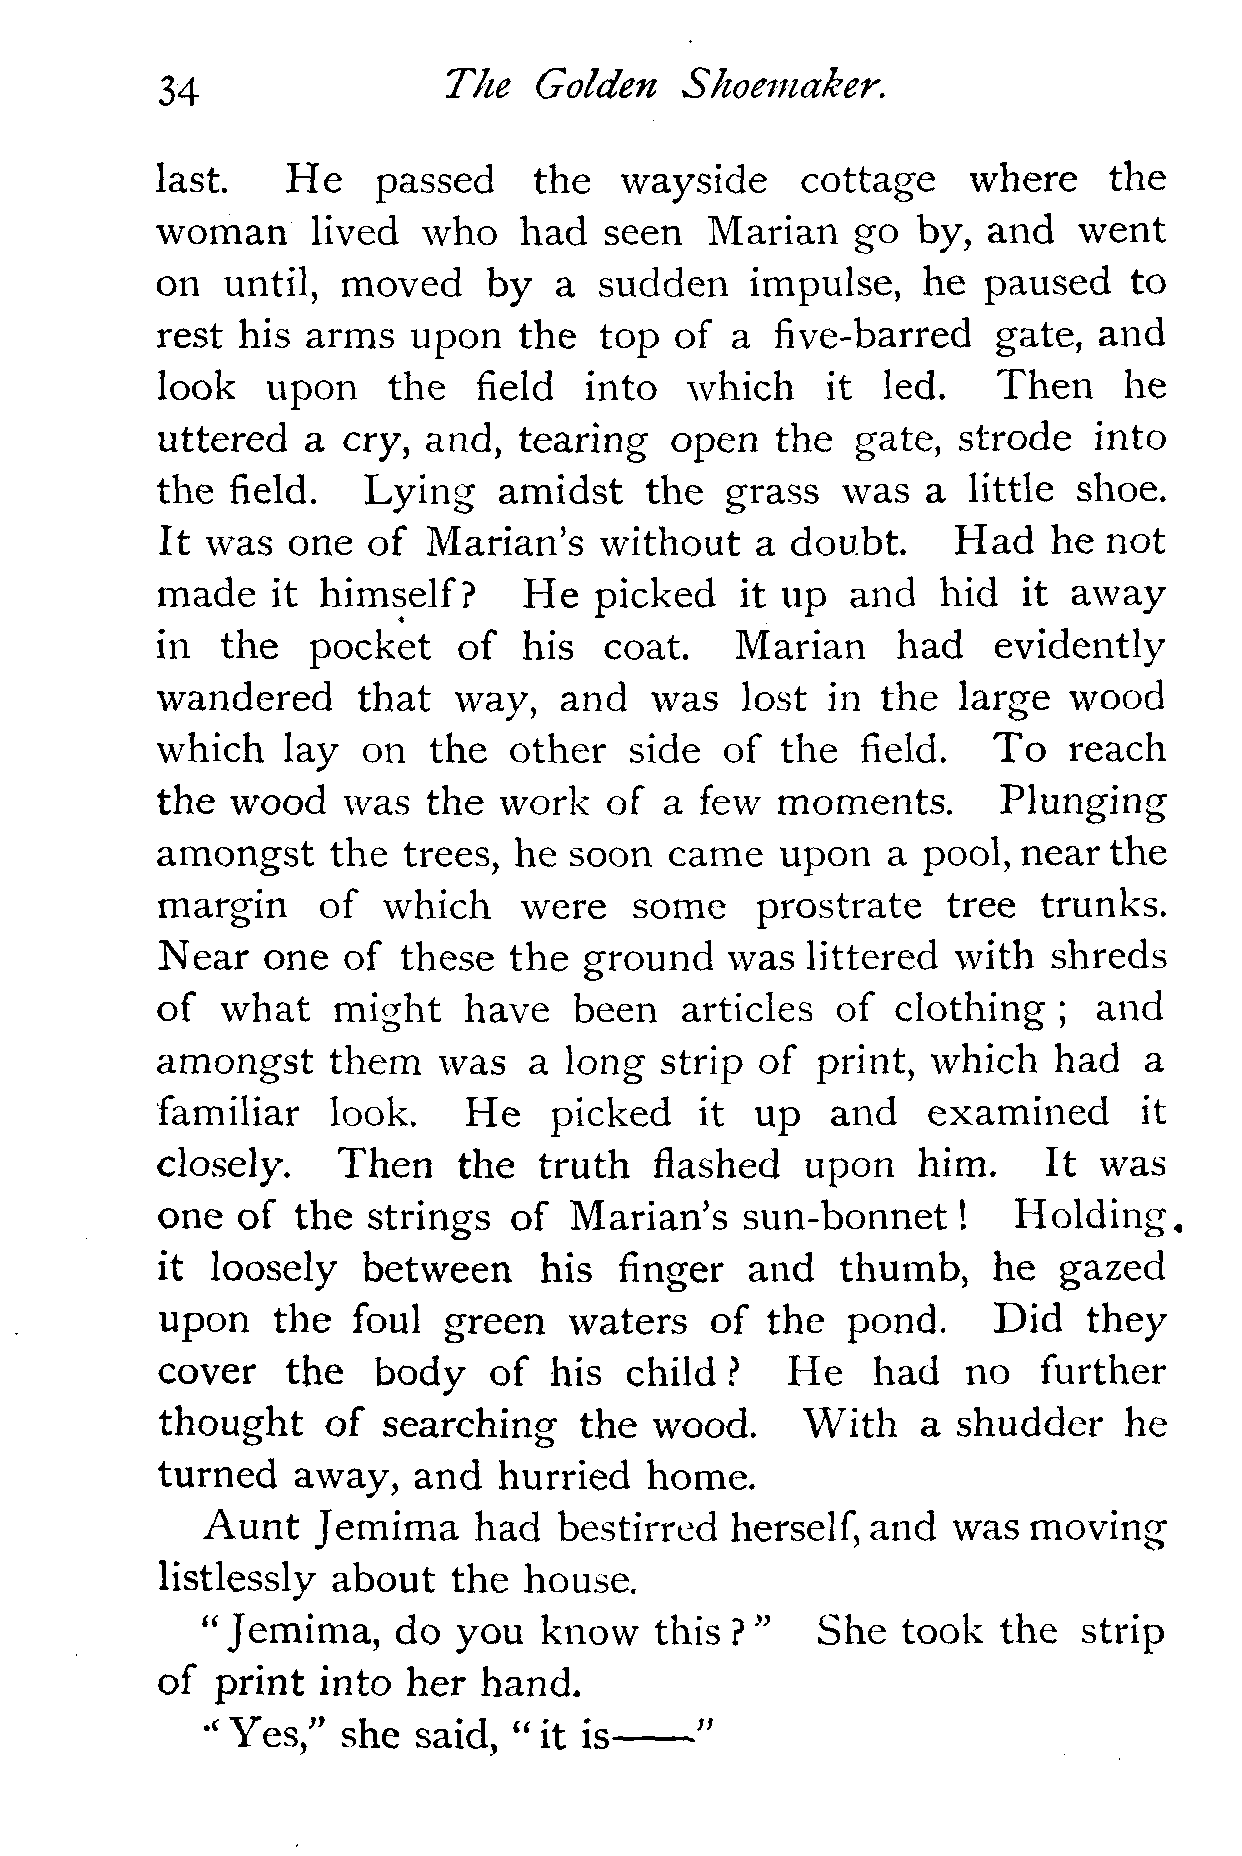 34 The Golden Shoemaker.
last. He passed the wayside cottage where the
woman lived who had seen Marian go by, and went
on until, moved by a sudden impulse, he paused to
rest his arms upon the top of a five-barred gate, and
look upon the field into which it led. Then he
uttered a cry, and, tearing open the gate, strode into
the field. Lying amidst the grass was a little shoe.
It was one of Marian's without a doubt. Had he not
made it himself? He picked it up and hid it away
in the pocket of his coat. Marian had evidently
wandered that way, and was lost in the large wood
which lay on the other side of the field. To reach
the wood was the work of a few moments. Plunging
amongst the trees, he soon came upon a pool, near the
margin of which were some prostrate tree trunks.
Near one of these the ground was littered with shreds
of what might have been articles of clothing ; and
amongst them was a long strip of print, which had a
familiar look. He picked it up and examined it
closely. Then the truth flashed upon him. It was
one of the strings of Marian's sun-bonnet ! Holding
it loosely between his finger and thumb, he gazed
upon the foul green waters of the pond. Did they
cover the body of his child ? He had no further
thought of searching the wood. With a shudder he
turned away, and hurried home.
Aunt Jemima had bestirred herself, and was moving
listlessly about the house.
"Jemima, do you know this ? " She took the strip
of print into her hand.
"Yes," she said, "it is——"